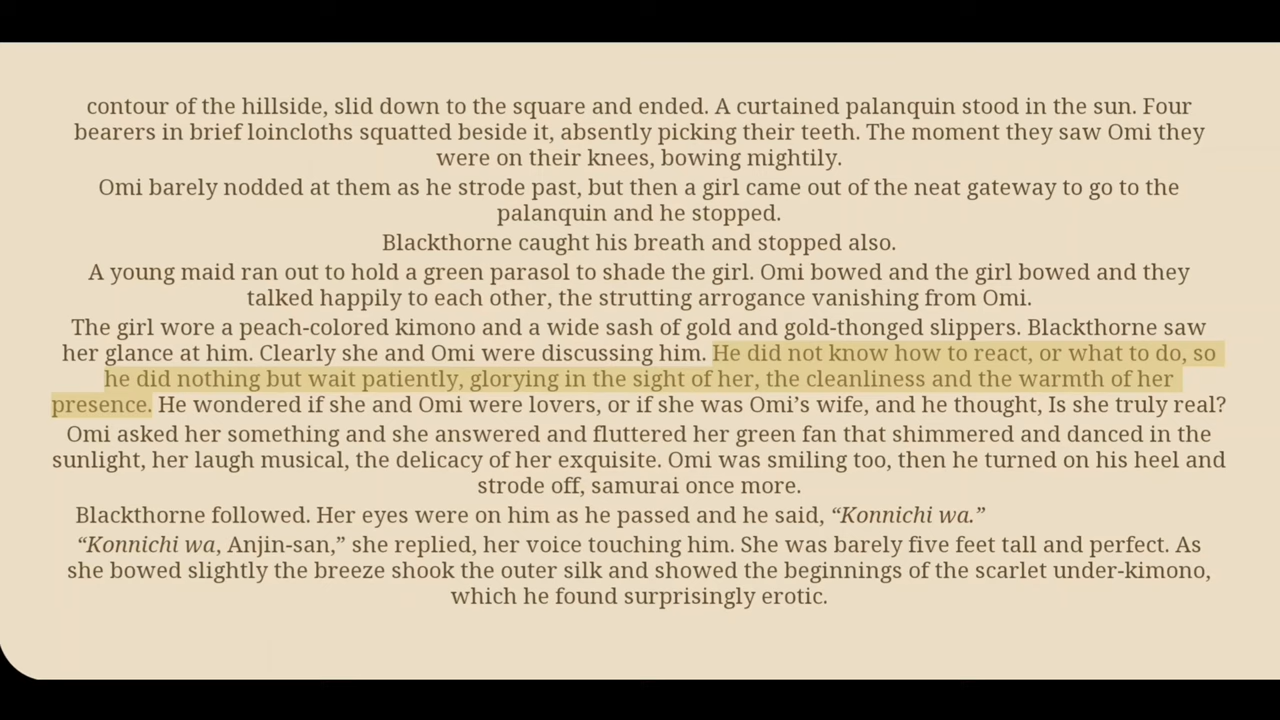 contour of the hillside, slid down to the square and ended. A curtained palanquin stood in the sun. Four
bearers in brief loincloths squatted beside it, absently picking their teeth. The moment they saw Omi they
were on their knees, bowing mightily.
Omi barely nodded at them as he strode past, but then a girl came out of the neat gateway to go to the
palanquin and he stopped.
Blackthorne caught his breath and stopped also.
A young maid ran out to hold a green parasol to shade the girl. Omi bowed and the girl bowed and they
talked happily to each other, the strutting arrogance vanishing from Omi.
The girl wore a peach-colored kimono and a wide sash of gold and gold-thonged slippers. Blackthorne saw
her glance at him. Clearly she and Omi were discussing him. He did not know how to react, or what to do, so
he did nothing but wait patiently, glorying in the sight of her, the cleanliness and the warmth of her
presence. He wondered if she and Omi were lovers, or if she was Omi’s wife, and he thought, Is she truly real?
Omi asked her something and she answered and fluttered her green fan that shimmered and danced in the
sunlight, her laugh musical, the delicacy of her exquisite. Omi was smiling too, then he turned on his heel and
strode off, samurai once more.
Blackthorne followed. Her eyes were on him as he passed and he said, “Konnichi wa.”
“Konnichi wa, Anjin-san,” she replied, her voice touching him. She was barely five feet tall and perfect. As
she bowed slightly the breeze shook the outer silk and showed the beginnings of the scarlet under-kimono,
which he found surprisingly erotic.